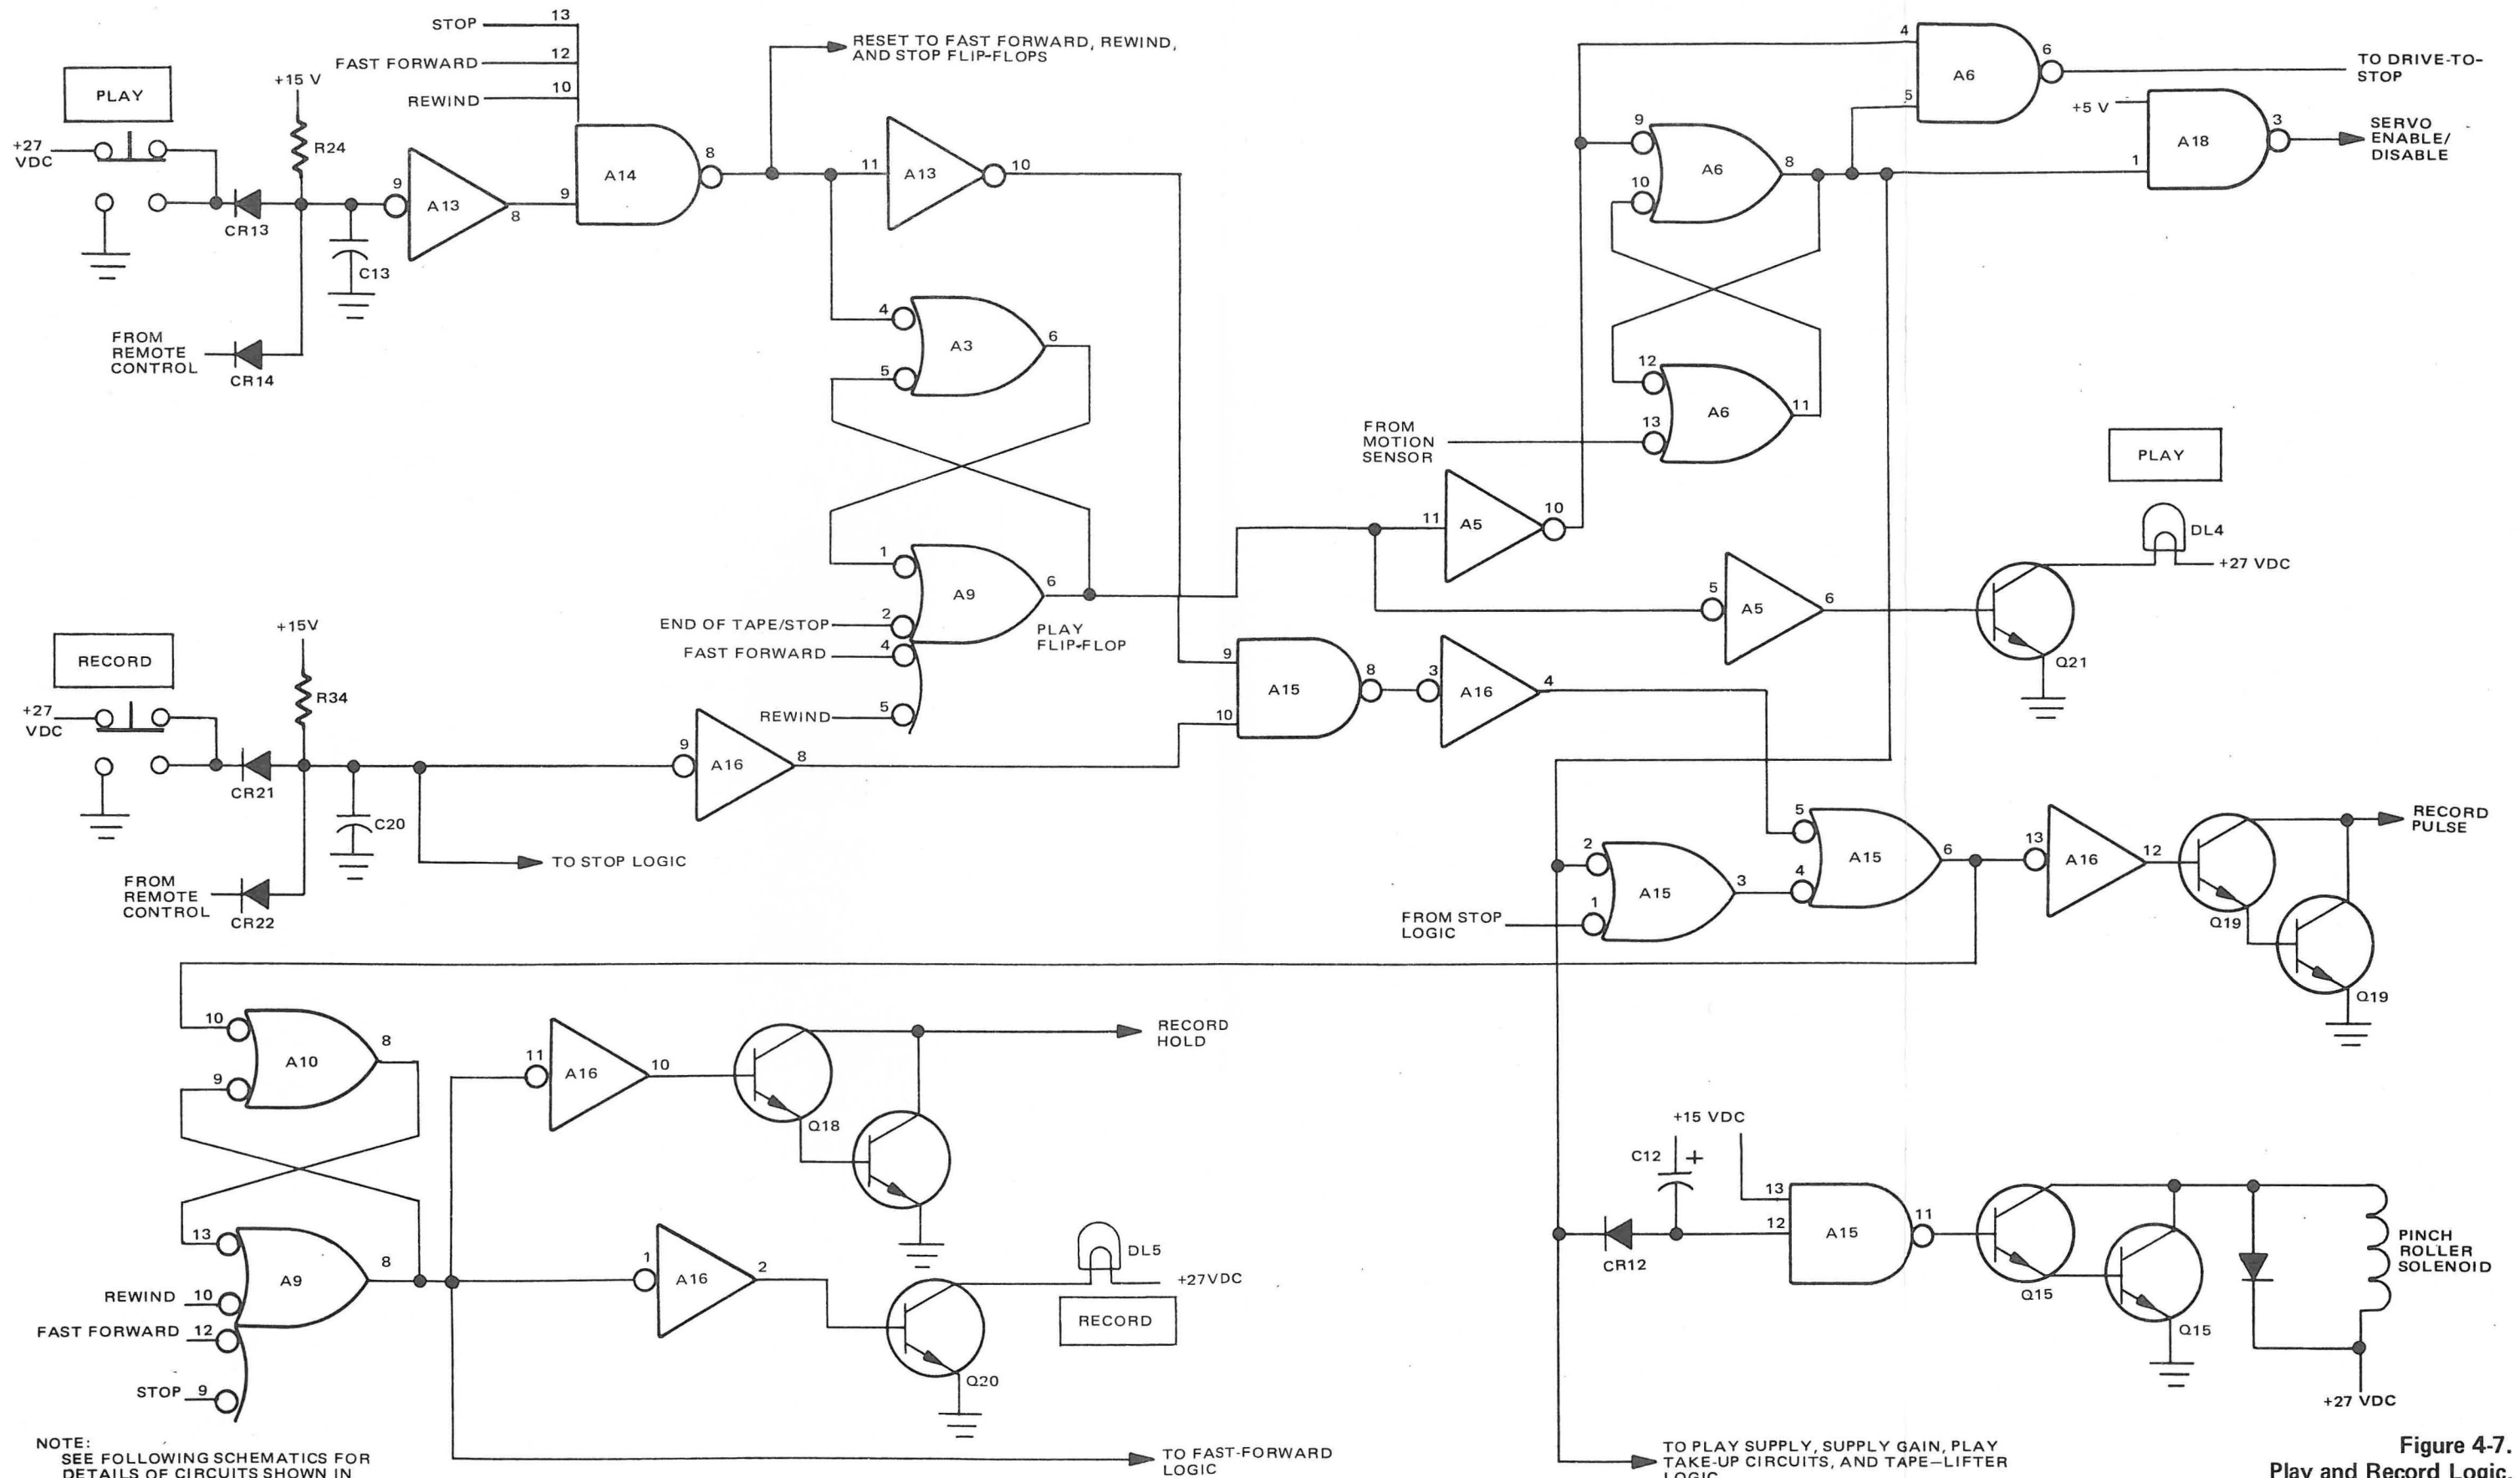 STOP
13
FAST FORWARD
12
REWIND
10
PLAY
+27
VDC
+15 V
R24
CR13
C13
FROM
REMOTE
CONTROL
CR14
9
A13
8
9
A14
8
RESET TO FAST FORWARD, REWIND,
AND STOP FLIP-FLOPS
11
A13
10
4
A3
6
5
1
A9
6
END OF TAPE/STOP
2
FAST FORWARD
4
REWIND
5
PLAY
FLIP-FLOP
4
A6
6
5
TO DRIVE-TO-
STOP
+5 V
A18
3
1
SERVO
ENABLE/
DISABLE
9
A6
8
10
12
A6
11
13
FROM
MOTION
SENSOR
11
A5
10
5
A5
6
PLAY
DL4
+27 VDC
Q21
RECORD
+27
VDC
+15V
R34
CR21
C20
TO STOP LOGIC
FROM
REMOTE
CONTROL
CR22
9
A16
8
9
A15
8
10
3
A16
4
5
A15
6
4
2
A15
3
1
FROM STOP
LOGIC
13
A16
12
Q19
Q19
RECORD
PULSE
10
A10
8
9
13
A9
8
REWIND
10
FAST FORWARD
12
STOP
9
11
A16
10
Q18
RECORD
HOLD
1
A16
2
DL5
+27VDC
RECORD
Q20
+15 VDC
C12
+
13
12
A15
11
CR12
Q15
Q15
PINCH
ROLLER
SOLENOID
+27 VDC
NOTE:
SEE FOLLOWING SCHEMATICS FOR
DETAILS OF CIRCUITS SHOWN IN
TO FAST-FORWARD
LOGIC
TO PLAY SUPPLY, SUPPLY GAIN, PLAY
TAKE-UP CIRCUITS, AND TAPE-LIFTER
LOGIC
Figure 4-7.
Play and Record Logic.